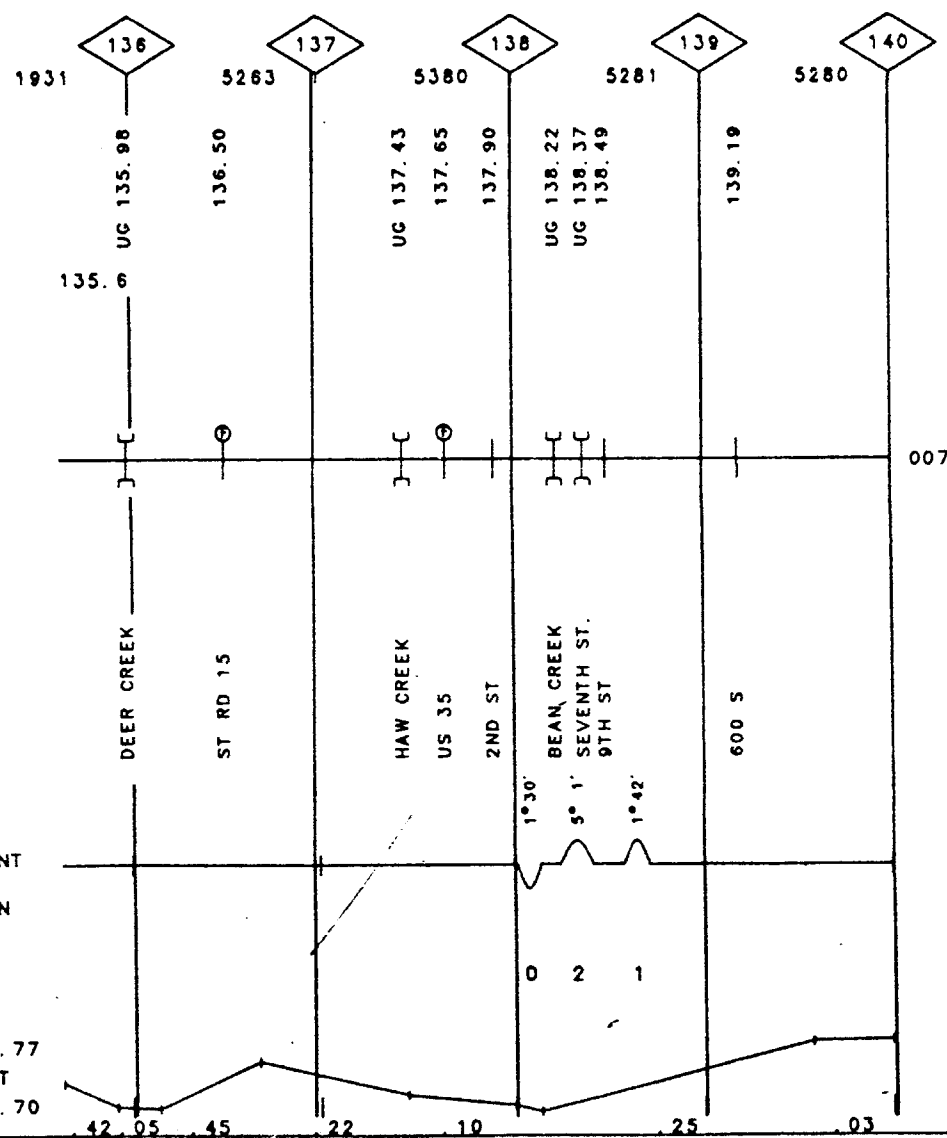 136 137 138 139 140
1931 5263 5380 5281 5280
UG 135.98
136.50
UG 137.43
137.65
137.90
UG 138.22
UG 138.37
138.49
139.19
135.6
007
DEER CREEK
ST RD 15
HAW CREEK
US 35
2ND ST
BEAN CREEK
SEVENTH ST.
9TH ST
600 S
1°30'
5° 1'
1°42'
NT
N
0 2 1
.77
T
.70
.42 .05 .45 .22 .10 .25 .03